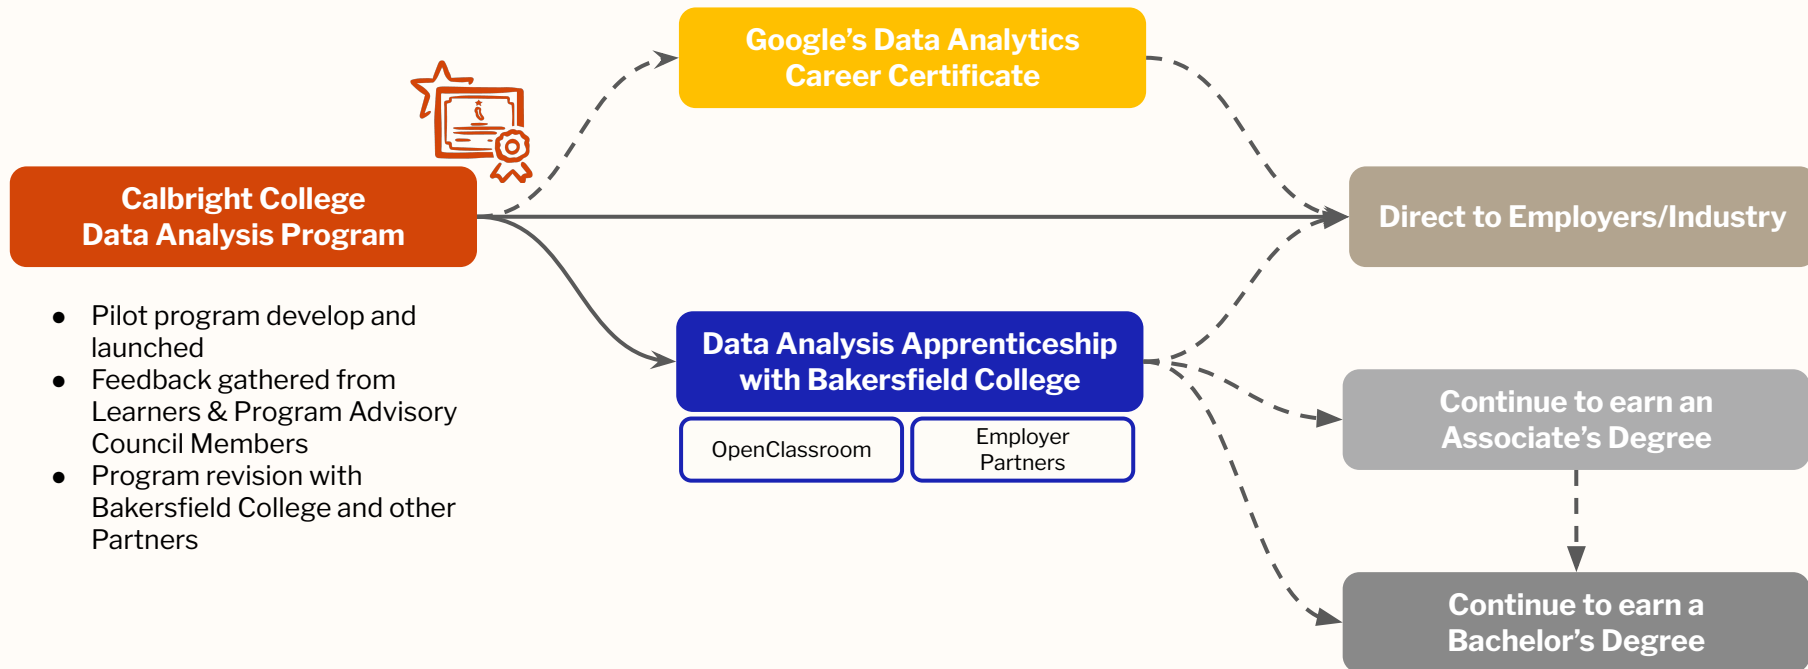 Google's Data Analytics
Career Certificate
Calbright College
Data Analysis Program
Direct to Employers/Industry
● Pilot program develop and
launched
● Feedback gathered from
Learners & Program Advisory
Council Members
● Program revision with
Bakersfield College and other
Partners
Data Analysis Apprenticeship
with Bakersfield College
OpenClassroom
Employer
Partners
Continue to earn an
Associate's Degree
Continue to earn a
Bachelor's Degree